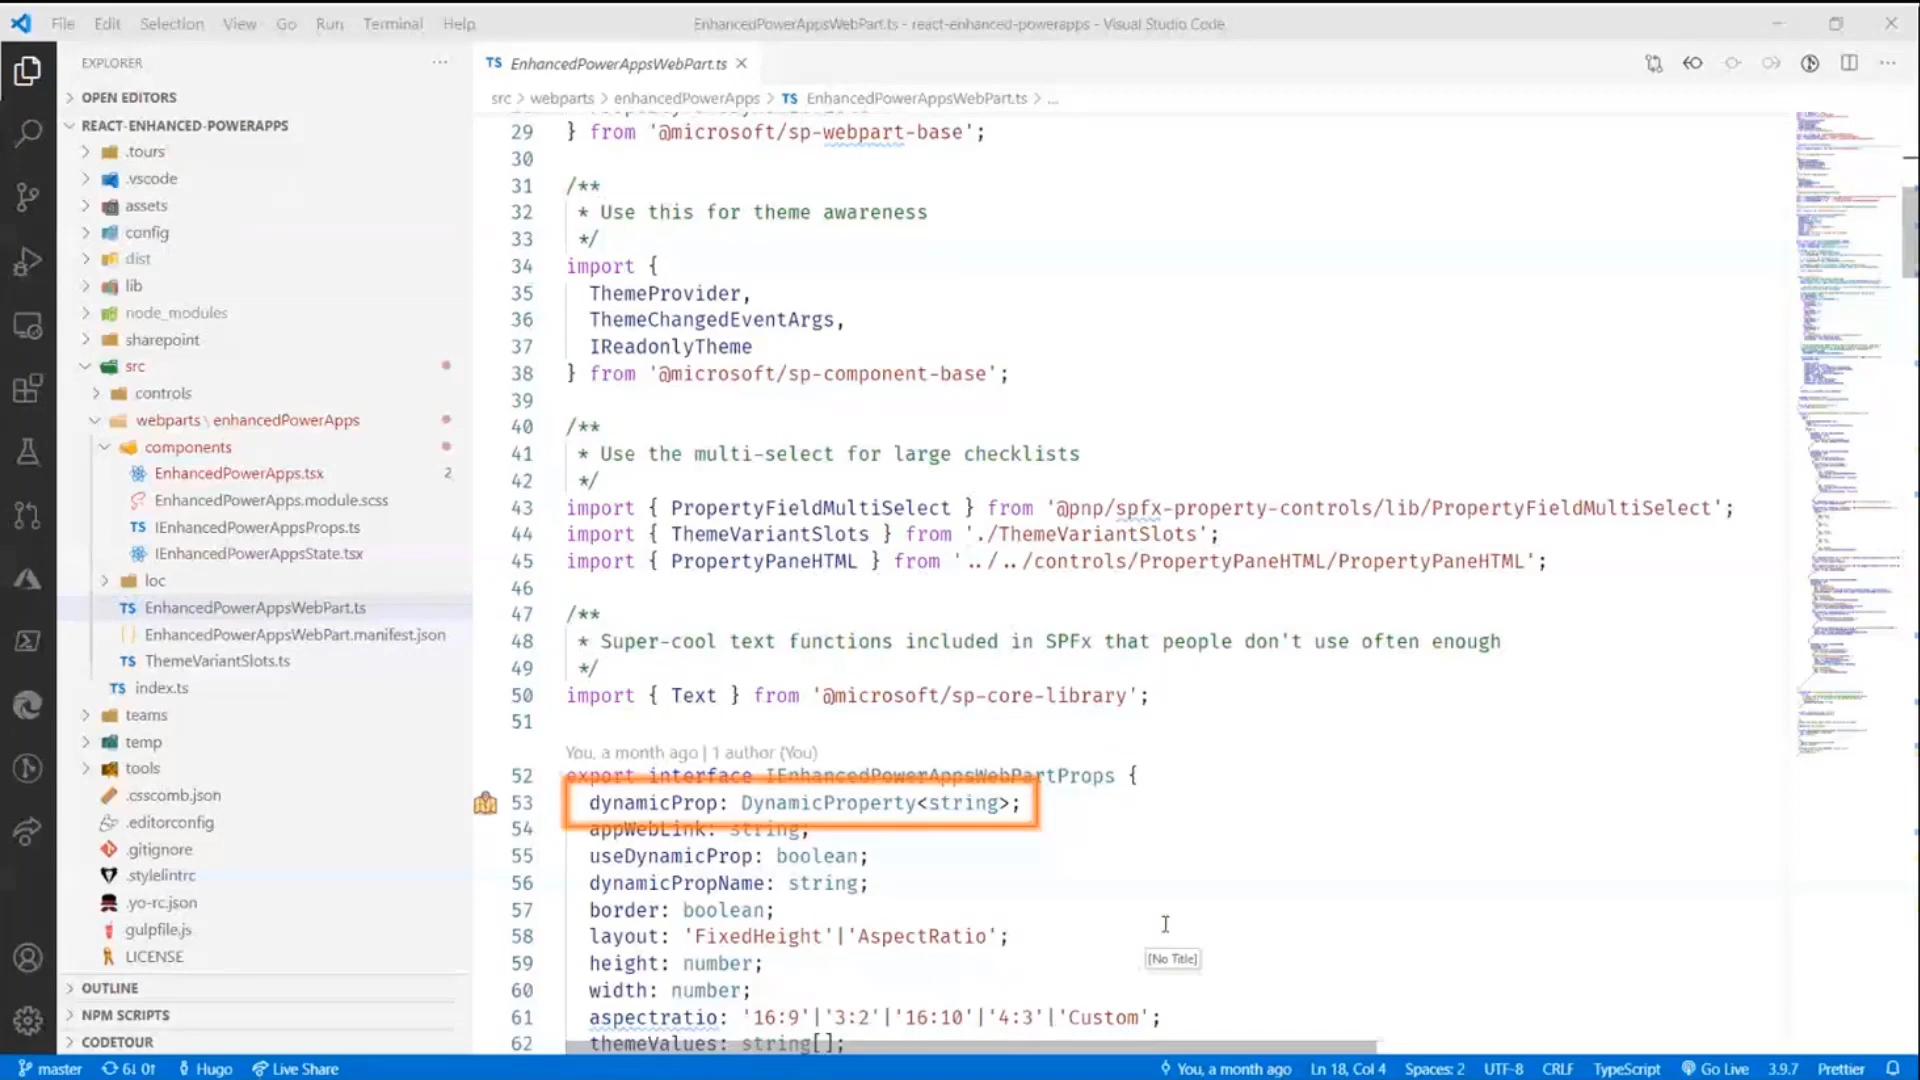 File Edit Selection View Go Run Terminal Help
EnhancedPowerAppsWebPart.ts - react-enhanced-powerapps - Visual Studio Code
EXPLORER
OPEN EDITORS
REACT-ENHANCED-POWERAPPS
.tours
.vscode
assets
config
dist
lib
node_modules
sharepoint
src
controls
webparts \ enhancedPowerApps
components
EnhancedPowerApps.tsx 2
EnhancedPowerApps.module.scss
TS IEnhancedPowerAppsProps.ts
IEnhancedPowerAppsState.tsx
loc
TS EnhancedPowerAppsWebPart.ts
{} EnhancedPowerAppsWebPart.manifest.json
TS ThemeVariantSlots.ts
TS index.ts
teams
temp
tools
.csscomb.json
.editorconfig
.gitignore
.stylelintrc
.yo-rc.json
gulpfile.js
LICENSE
OUTLINE
NPM SCRIPTS
CODETOUR
TS EnhancedPowerAppsWebPart.ts
src > webparts > enhancedPowerApps > TS EnhancedPowerAppsWebPart.ts > ...
29 } from '@microsoft/sp-webpart-base';
30
31 /**
32 * Use this for theme awareness
33 */
34 import {
35 ThemeProvider,
36 ThemeChangedEventArgs,
37 IReadonlyTheme
38 } from '@microsoft/sp-component-base';
39
40 /**
41 * Use the multi-select for large checklists
42 */
43 import { PropertyFieldMultiSelect } from '@pnp/spfx-property-controls/lib/PropertyFieldMultiSelect';
44 import { ThemeVariantSlots } from './ThemeVariantSlots';
45 import { PropertyPaneHTML } from '../../controls/PropertyPaneHTML/PropertyPaneHTML';
46
47 /**
48 * Super-cool text functions included in SPFx that people don't use often enough
49 */
50 import { Text } from '@microsoft/sp-core-library';
51
You, a month ago | 1 author (You)
52 export interface IEnhancedPowerAppsWebPartProps {
53 dynamicProp: DynamicProperty<string>;
54 appWebLink: string;
55 useDynamicProp: boolean;
56 dynamicPropName: string;
57 border: boolean;
58 layout: 'FixedHeight'|'AspectRatio';
59 height: number;
[No Title]
60 width: number;
61 aspectratio: '16:9'|'3:2'|'16:10'|'4:3'|'Custom';
62 themeValues: string[];
master 6↓ 0↑ Hugo Live Share
You, a month ago Ln 18, Col 4 Spaces: 2 UTF-8 CRLF TypeScript Go Live 3.9.7 Prettier